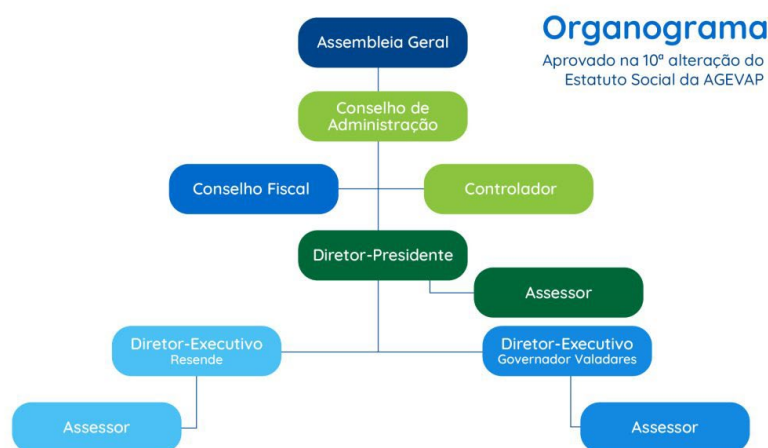 Organograma
Aprovado na 10ª alteração do
Estatuto Social da AGEVAP
Assembleia Geral
Conselho de
Administração
Conselho Fiscal
Controlador
Diretor-Presidente
Assessor
Diretor-Executivo
Resende
Diretor-Executivo
Governador Valadares
Assessor
Assessor